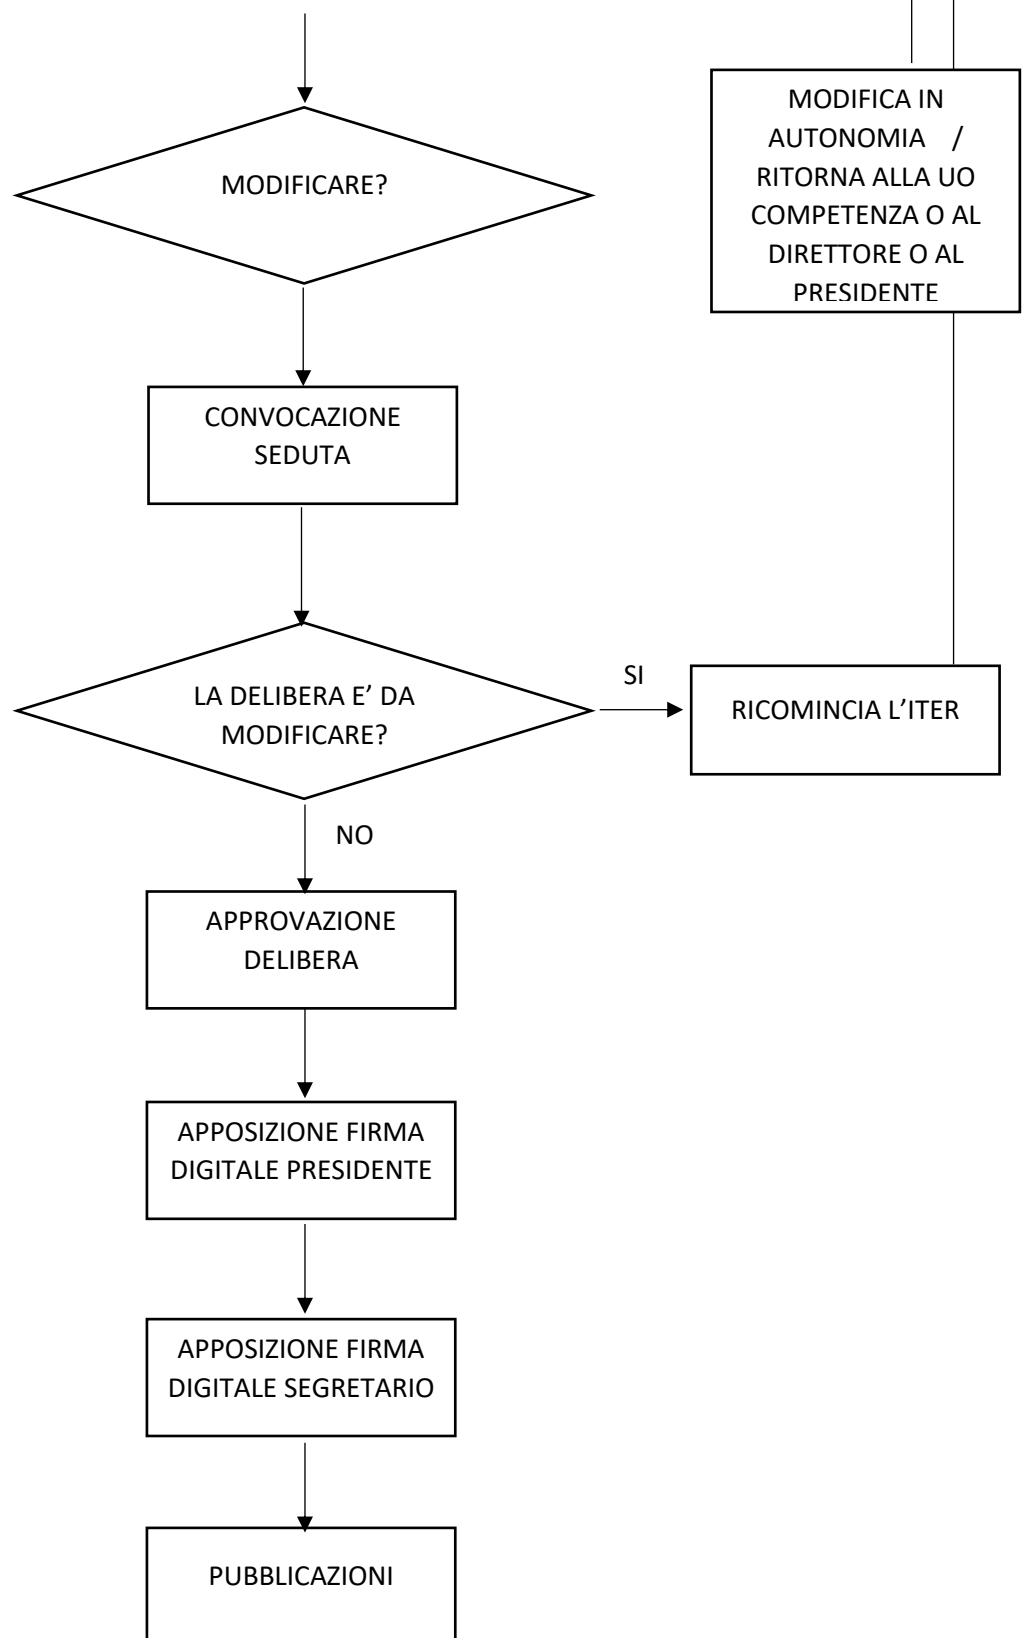 MODIFICARE?
MODIFICA IN
AUTONOMIA /
RITORNA ALLA UO
COMPETENZA O AL
DIRETTORE O AL
PRESIDENTE
CONVOCAZIONE
SEDUTA
LA DELIBERA E’ DA
MODIFICARE?
SI
RICOMINCIA L’ITER
NO
APPROVAZIONE
DELIBERA
APPOSIZIONE FIRMA
DIGITALE PRESIDENTE
APPOSIZIONE FIRMA
DIGITALE SEGRETARIO
PUBBLICAZIONI